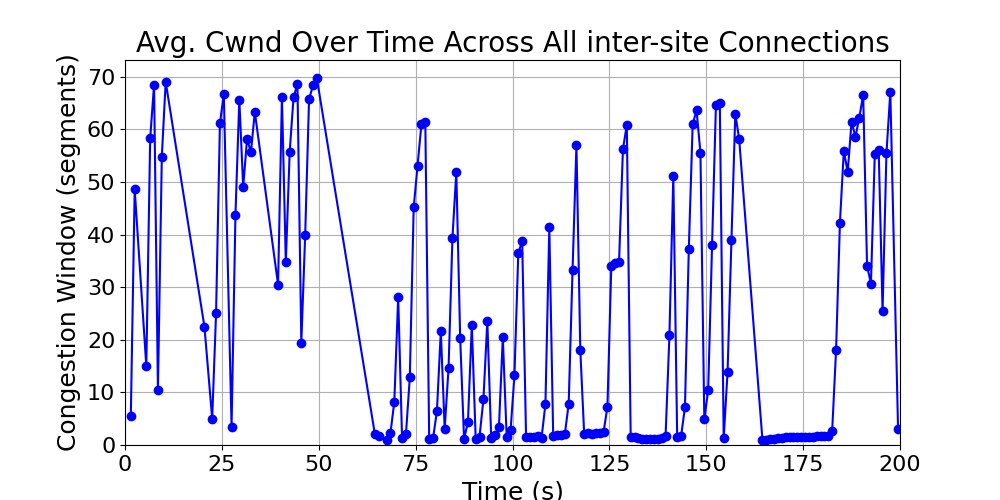 Avg. Cwnd Over Time Across All inter-site Connections
Congestion Window (segments)
70
60
50
40
30
20
10
0
0 25 50 75 100 125 150 175 200
Time (s)